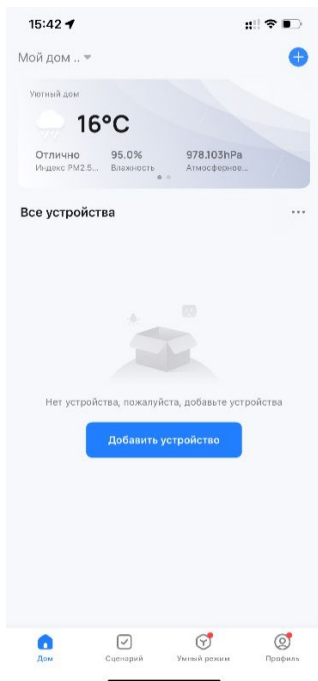 15:42
Мой дом ..
Уютный дом
16°C
Отлично 95.0% 978.103hPa
Индекс PM2.5... Влажность Атмосферное...
Все устройства
Нет устройства, пожалуйста, добавьте устройства
Добавить устройство
Дом Сценарий Умный режим Профиль